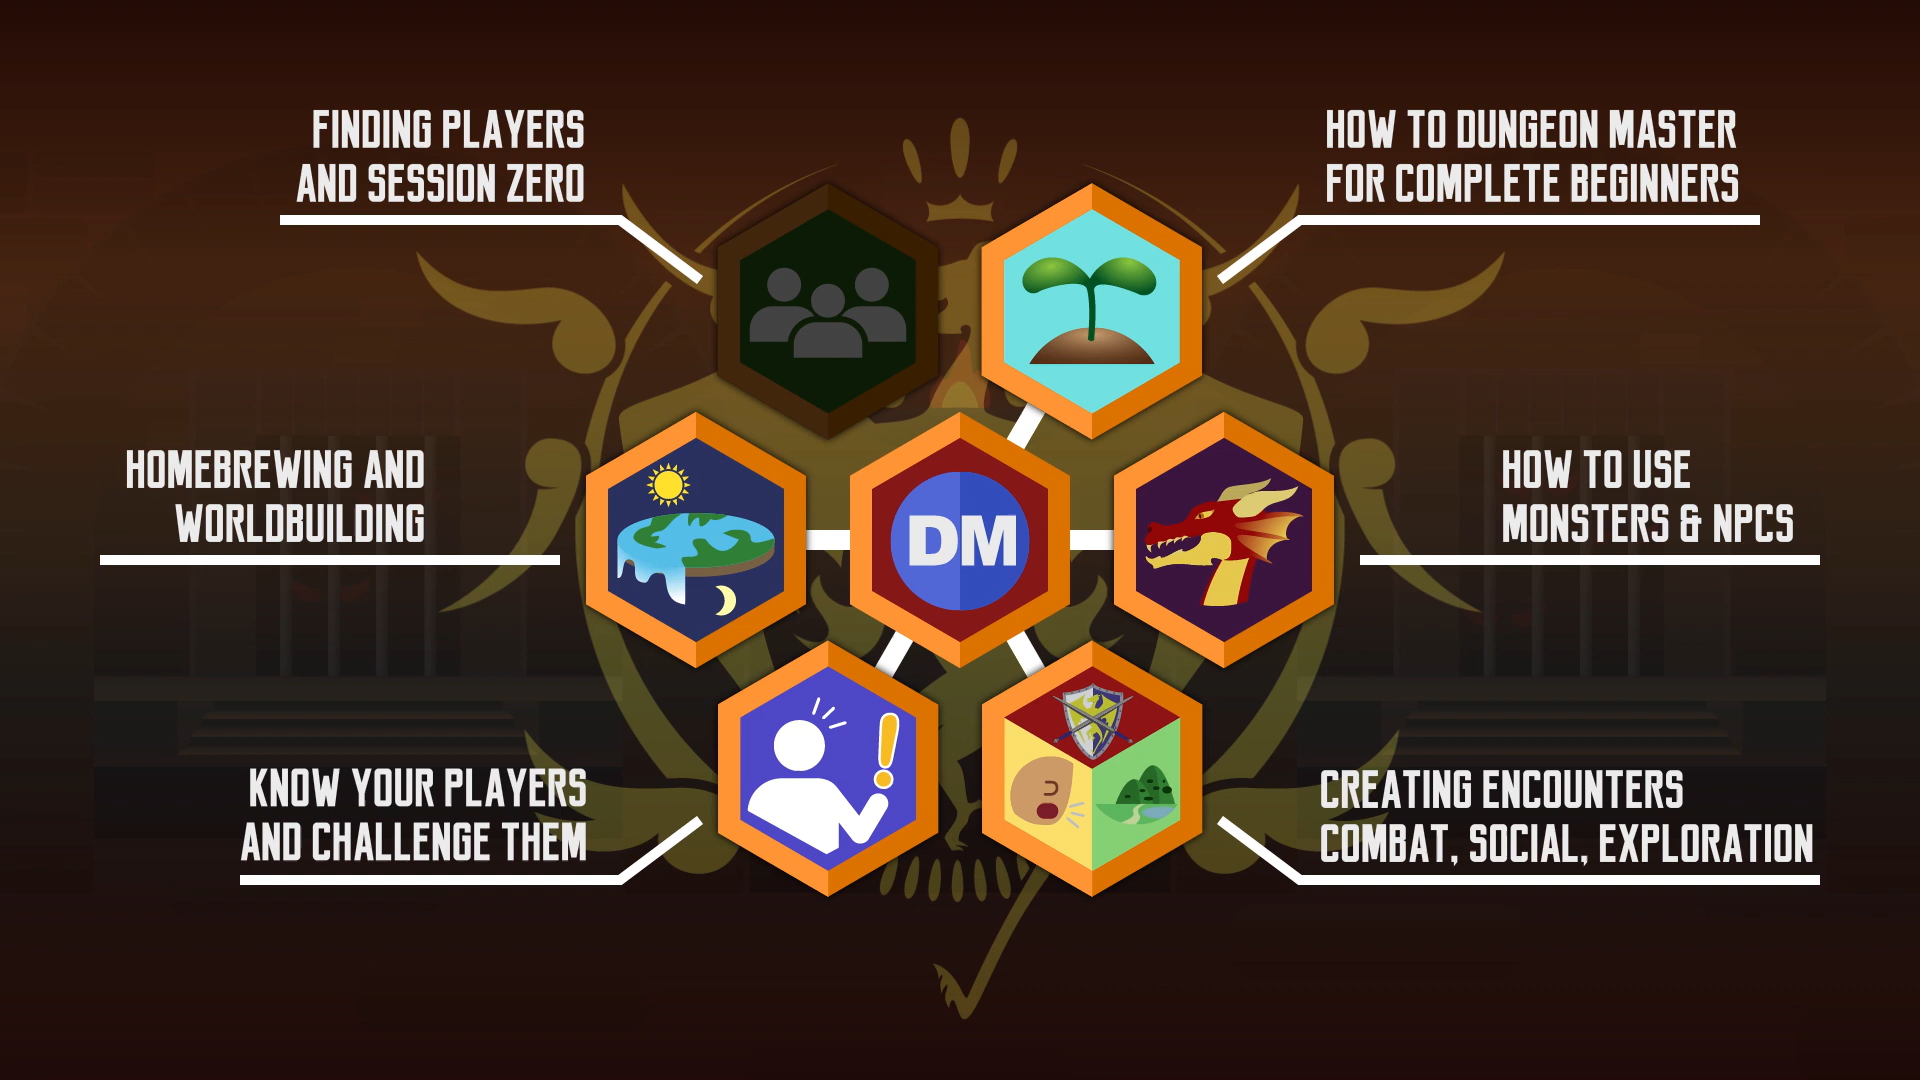 FINDING PLAYERS
AND SESSION ZERO
HOW TO DUNGEON MASTER
FOR COMPLETE BEGINNERS
HOMEBREWING AND
WORLDBUILDING
DM
HOW TO USE
MONSTERS & NPCS
KNOW YOUR PLAYERS
AND CHALLENGE THEM
CREATING ENCOUNTERS
COMBAT, SOCIAL, EXPLORATION